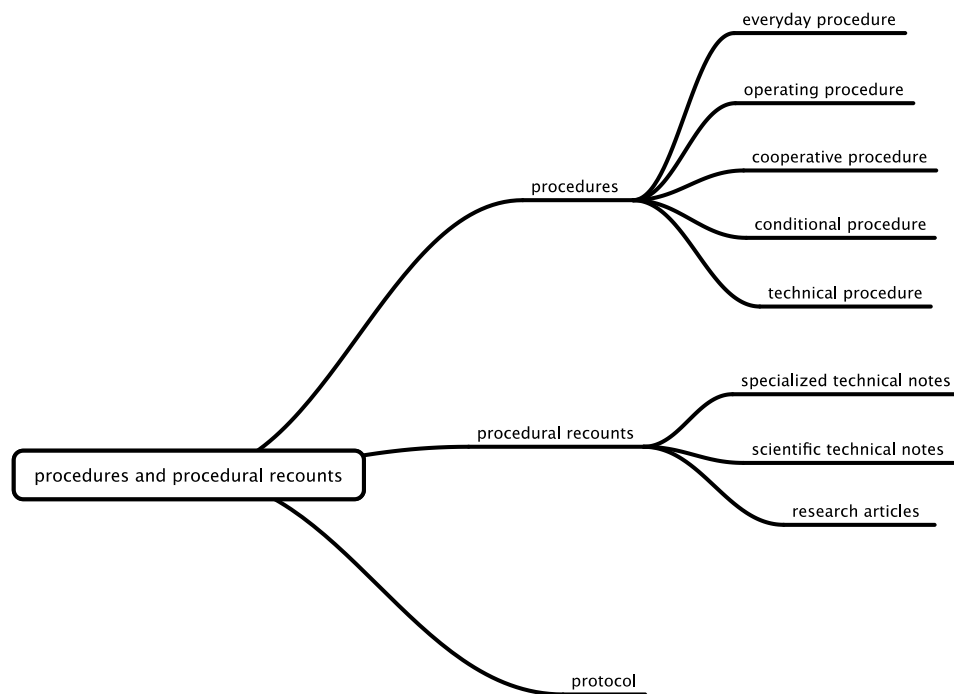 everyday procedure
operating procedure
cooperative procedure
procedures
conditional procedure
technical procedure
specialized technical notes
procedural recounts
scientific technical notes
procedures and procedural recounts
research articles
protocol